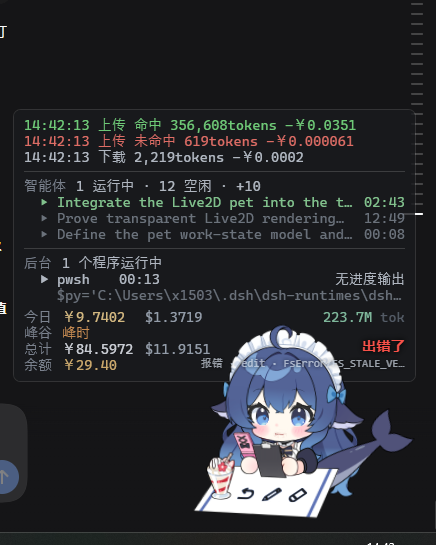 14:42:13 上传 命中 356,608tokens -¥0.0351
14:42:13 上传 未命中 619tokens -¥0.000061
14:42:13 下载 2,219tokens -¥0.0002
智能体 1 运行中 · 12 空闲 · +10
▸ Integrate the Live2D pet into the t… 02:43
▸ Prove transparent Live2D rendering… 12:49
▸ Define the pet work-state model and… 00:08
后台 1 个程序运行中
▸ pwsh 00:13 无进度输出
$py='C:\Users\x1503\.dsh\dsh-runtimes\dsh…
今日 ¥9.7402 $1.3719 223.7M tok
峰谷 峰时
总计 ¥84.5972 $11.9151 出错了
余额 ¥29.40 报错 edit · FsError FS_STALE_VE…
值